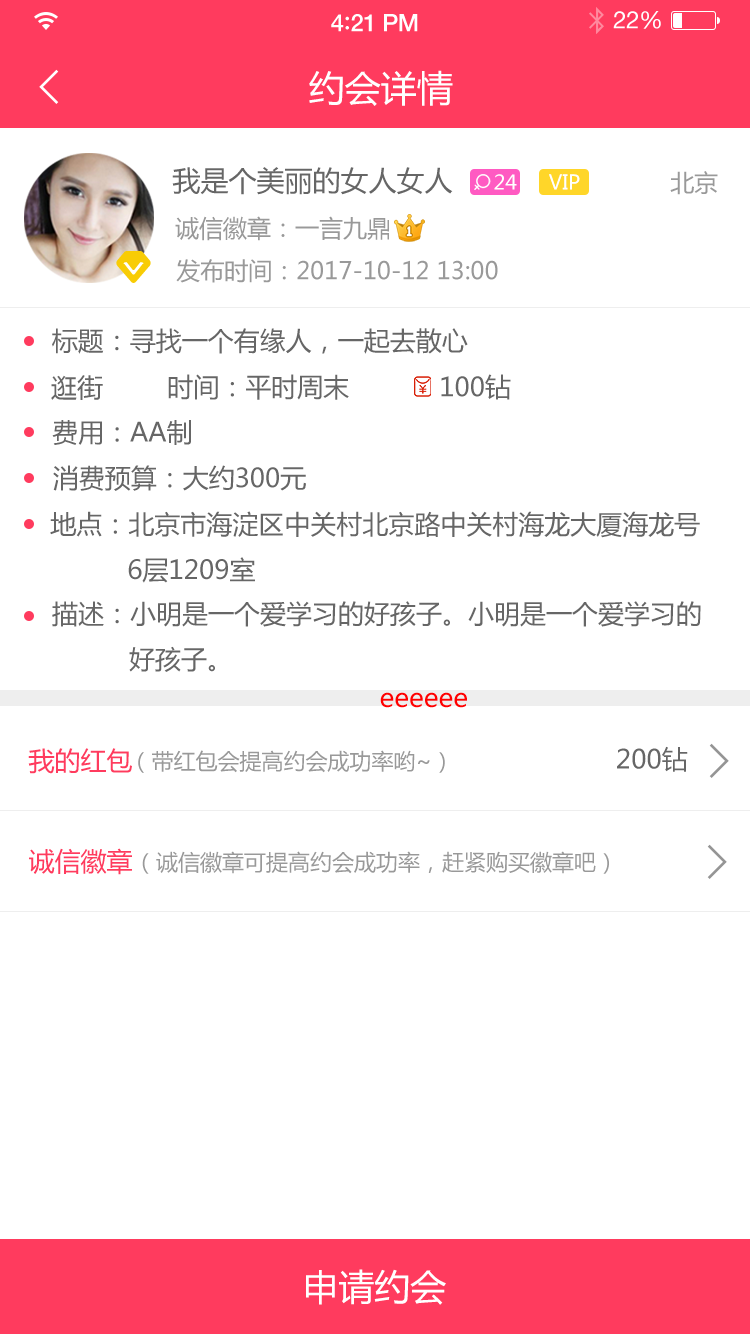 4:21 PM
22%
约会详情
我是个美丽的女人女人 24 VIP 北京
诚信徽章：一言九鼎 1
发布时间：2017-10-12 13:00
标题：寻找一个有缘人，一起去散心
逛街 时间：平时周末 ¥ 100钻
费用：AA制
消费预算：大约300元
地点：北京市海淀区中关村北京路中关村海龙大厦海龙号
6层1209室
描述：小明是一个爱学习的好孩子。小明是一个爱学习的
好孩子。
eeeeee
我的红包（带红包会提高约会成功率哟~） 200钻
诚信徽章（诚信徽章可提高约会成功率，赶紧购买徽章吧）
申请约会